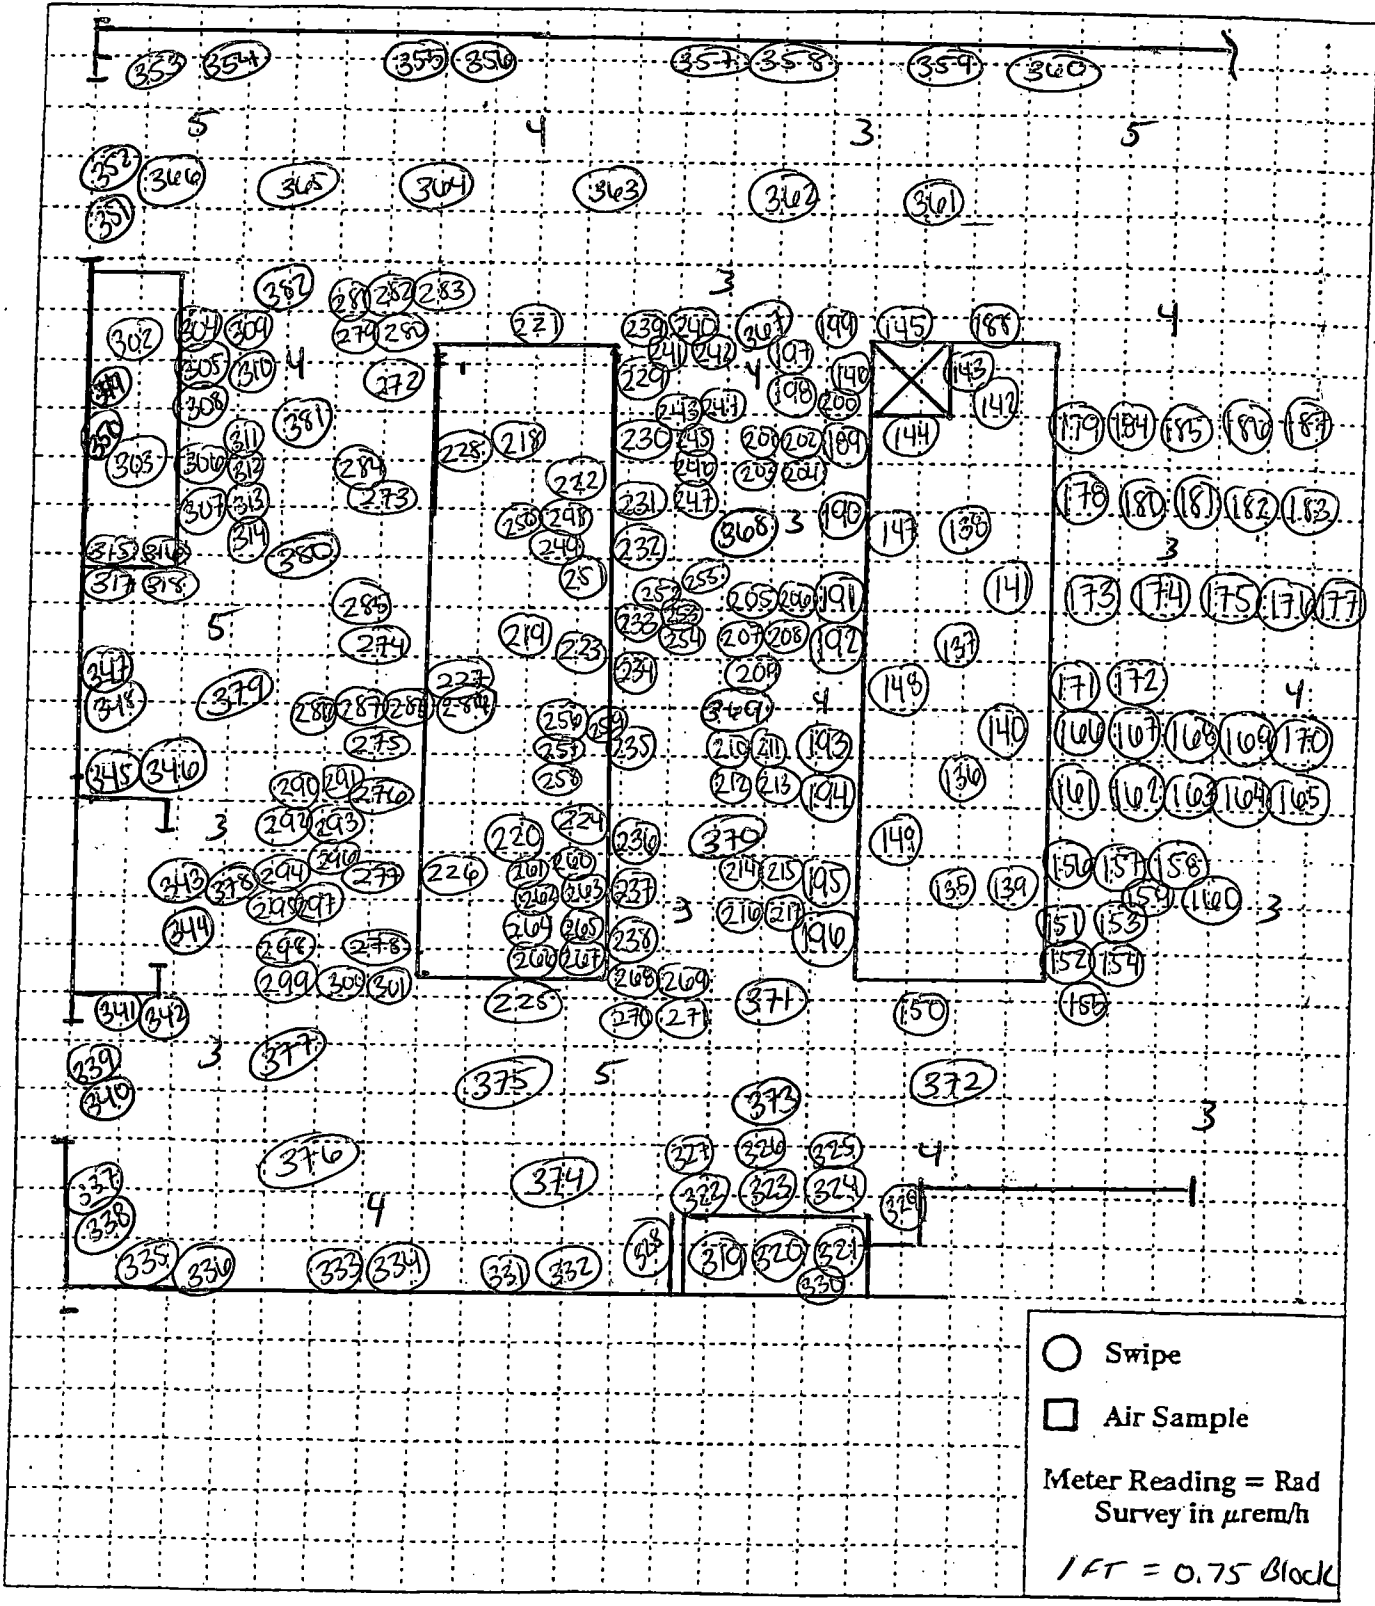 353 354 355 356 357 358 359 360
5 4 3 5
352 366 365 364 363 362 361
351
382 281 282 283 3
302 304 309 279 280 221 239 240 367 199 145 188 4
305 310 4 272 229 241 242 4 197 146 143
349 308 381 243 244 198 200 142
350 303 306 311 312 284 228 218 230 245 201 202 189 144 179 184 185 186 187
307 313 273 222 246 203 204
314 250 248 231 247 368 3 190 147 138 178 180 181 182 183
315 316 380 249 232 3
317 318 285 251 252 255 205 206 191 141 173 174 175 176 177
5 274 219 223 233 253 254 207 208 192 137
347 379 227 234 209 148 171 172
348 286 287 288 289 256 259 369 4 4
275 257 235 210 211 193 140 166 167 168 169 170
345 346 290 291 276 258 212 213 194 136 161 162 163 164 165
3 292 293 220 224 236 370 149
343 378 294 296 277 226 261 260 237 214 215 195 135 139 156 157 158
295 297 262 263 3 216 217 159 160 3
344 298 278 264 265 238 196 151 153
299 300 301 266 267 268 269 152 154
341 342 225 270 271 371 150 155
339 3 377 375 5 372
340 373 3
376 327 326 325 4
337 374 322 323 324 329
338 4
335 336 333 334 331 332 328 319 320 321
330
Swipe
Air Sample
Meter Reading = Rad
Survey in µrem/h
1 FT = 0.75 Block